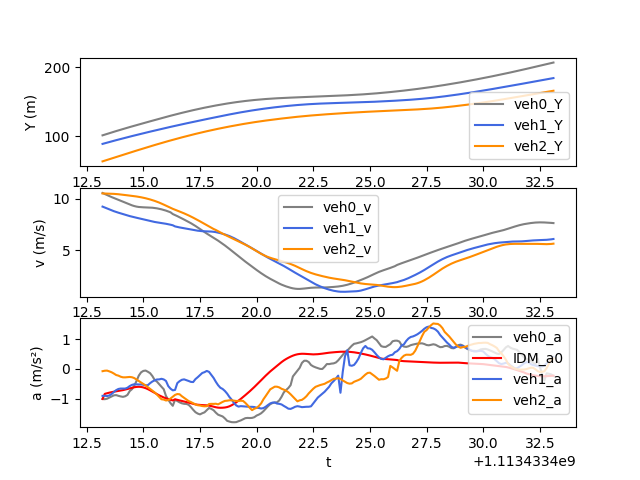 200
100
Y (m)
veh0_Y
veh1_Y
veh2_Y
12.5 15.0 17.5 20.0 22.5 25.0 27.5 30.0 32.5
10
5
v (m/s)
veh0_v
veh1_v
veh2_v
12.5 15.0 17.5 20.0 22.5 25.0 27.5 30.0 32.5
1
0
−1
a (m/s²)
veh0_a
IDM_a0
veh1_a
veh2_a
12.5 15.0 17.5 20.0 22.5 25.0 27.5 30.0 32.5
t
+1.1134334e9